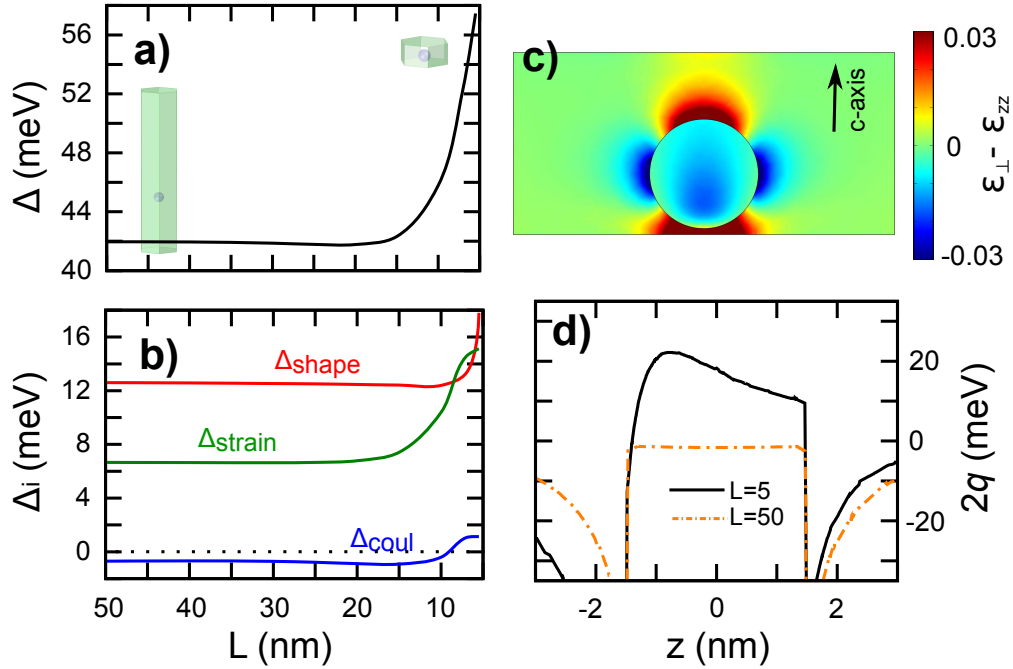 a)
56
52
48
44
40
Δ (meV)
b)
16
12
8
4
0
Δi (meV)
Δshape
Δstrain
Δcoul
50
40
30
20
10
L (nm)
c)
c-axis
0.03
0
-0.03
ε⊥ - εzz
d)
20
0
-20
2q (meV)
L=5
L=50
-2
0
2
z (nm)